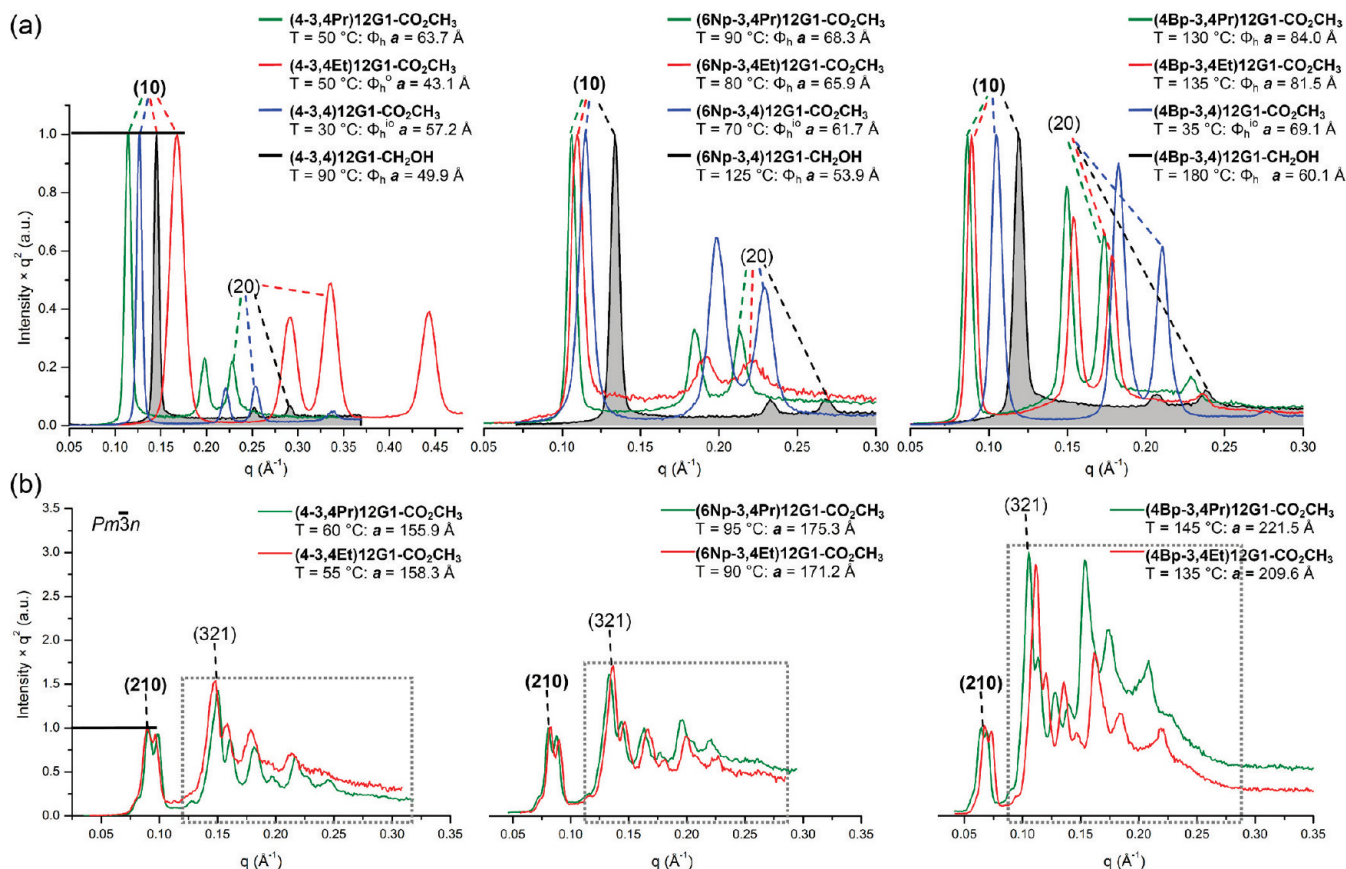 (a)
(4-3,4Pr)12G1-CO₂CH₃
T = 50 °C: Φₕ a = 63.7 Å
(4-3,4Et)12G1-CO₂CH₃
T = 50 °C: Φₕᵒ a = 43.1 Å
(4-3,4)12G1-CO₂CH₃
T = 30 °C: Φₕⁱᵒ a = 57.2 Å
(4-3,4)12G1-CH₂OH
T = 90 °C: Φₕ a = 49.9 Å
(10)
(20)
Intensity × q² (a.u.)
1.0
0.8
0.6
0.4
0.2
0.0
0.05 0.10 0.15 0.20 0.25 0.30 0.35 0.40 0.45
q (Å⁻¹)
(6Np-3,4Pr)12G1-CO₂CH₃
T = 90 °C: Φₕ a = 68.3 Å
(6Np-3,4Et)12G1-CO₂CH₃
T = 80 °C: Φₕ a = 65.9 Å
(6Np-3,4)12G1-CO₂CH₃
T = 70 °C: Φₕⁱᵒ a = 61.7 Å
(6Np-3,4)12G1-CH₂OH
T = 125 °C: Φₕ a = 53.9 Å
(10)
(20)
0.05 0.10 0.15 0.20 0.25 0.30
q (Å⁻¹)
(4Bp-3,4Pr)12G1-CO₂CH₃
T = 130 °C: Φₕ a = 84.0 Å
(4Bp-3,4Et)12G1-CO₂CH₃
T = 135 °C: Φₕ a = 81.5 Å
(4Bp-3,4)12G1-CO₂CH₃
T = 35 °C: Φₕⁱᵒ a = 69.1 Å
(4Bp-3,4)12G1-CH₂OH
T = 180 °C: Φₕ a = 60.1 Å
(10)
(20)
0.05 0.10 0.15 0.20 0.25 0.30
q (Å⁻¹)
(b)
Pm3̄n
(4-3,4Pr)12G1-CO₂CH₃
T = 60 °C: a = 155.9 Å
(4-3,4Et)12G1-CO₂CH₃
T = 55 °C: a = 158.3 Å
(210)
(321)
Intensity × q² (a.u.)
3.5
3.0
2.5
2.0
1.5
1.0
0.5
0.0
0.05 0.10 0.15 0.20 0.25 0.30 0.35
q (Å⁻¹)
(6Np-3,4Pr)12G1-CO₂CH₃
T = 95 °C: a = 175.3 Å
(6Np-3,4Et)12G1-CO₂CH₃
T = 90 °C: a = 171.2 Å
(210)
(321)
0.05 0.10 0.15 0.20 0.25 0.30 0.35
q (Å⁻¹)
(4Bp-3,4Pr)12G1-CO₂CH₃
T = 145 °C: a = 221.5 Å
(4Bp-3,4Et)12G1-CO₂CH₃
T = 135 °C: a = 209.6 Å
(210)
(321)
0.05 0.10 0.15 0.20 0.25 0.30 0.35
q (Å⁻¹)